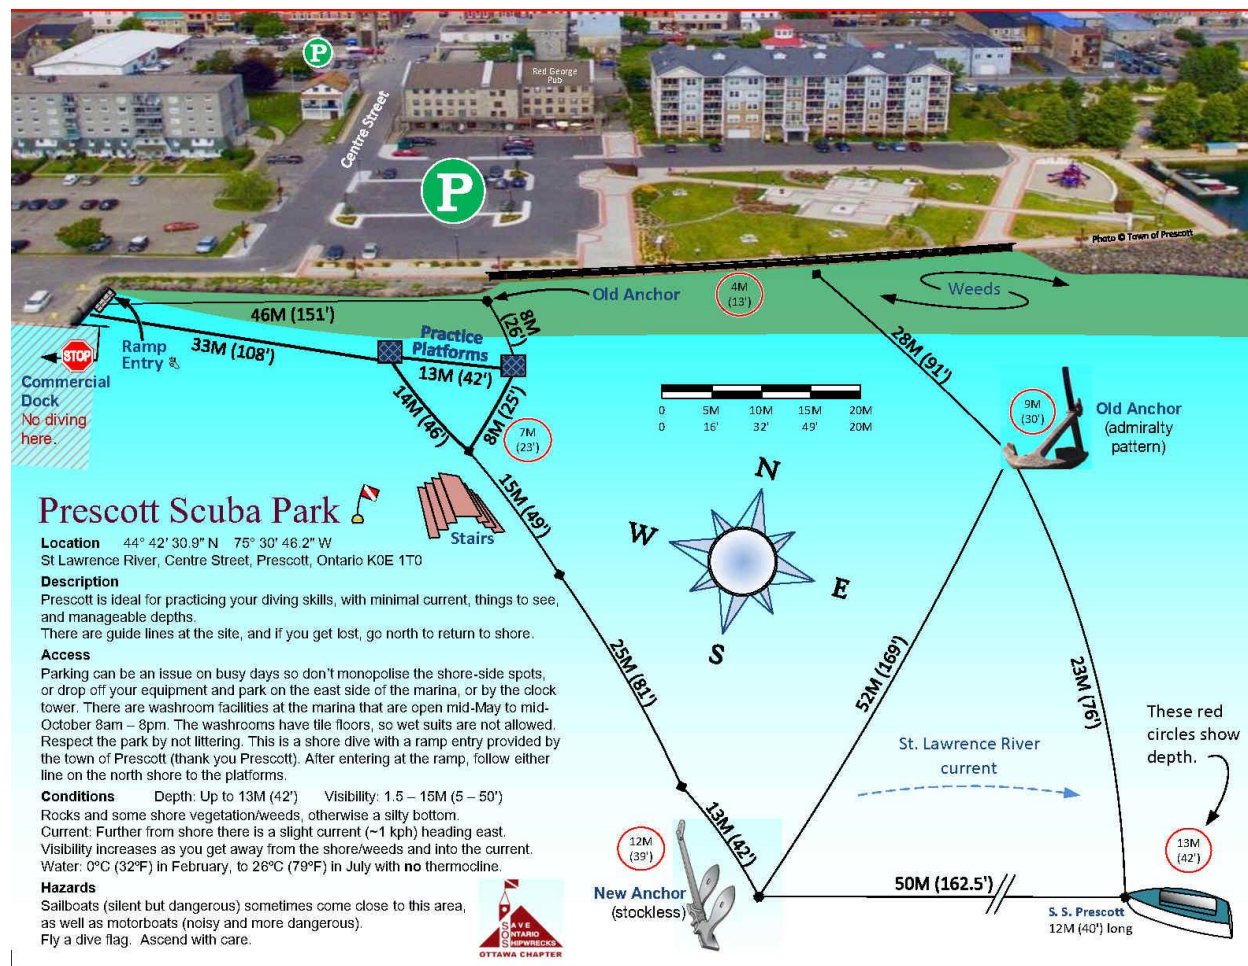 P
Red George
Pub
Centre Street
P
Photo © Town of Prescott
4M
(13')
Old Anchor
Weeds
46M (151')
8M
(26')
Practice
Platforms
28M (91')
Ramp
Entry
33M (108')
13M (42')
STOP
Commercial
Dock
No diving
here.
14M (46')
8M (25')
7M
(23')
0 5M 10M 15M 20M
0 16' 32' 49' 20M
9M
(30')
Old Anchor
(admiralty
pattern)
15M (49')
Stairs
N
W
E
S
Prescott Scuba Park
Location 44° 42' 30.9" N 75° 30' 46.2" W
St Lawrence River, Centre Street, Prescott, Ontario K0E 1T0
Description
Prescott is ideal for practicing your diving skills, with minimal current, things to see,
and manageable depths.
There are guide lines at the site, and if you get lost, go north to return to shore.
Access
Parking can be an issue on busy days so don't monopolise the shore-side spots,
or drop off your equipment and park on the east side of the marina, or by the clock
tower. There are washroom facilities at the marina that are open mid-May to mid-
October 8am – 8pm. The washrooms have tile floors, so wet suits are not allowed.
Respect the park by not littering. This is a shore dive with a ramp entry provided by
the town of Prescott (thank you Prescott). After entering at the ramp, follow either
line on the north shore to the platforms.
Conditions Depth: Up to 13M (42') Visibility: 1.5 – 15M (5 – 50')
Rocks and some shore vegetation/weeds, otherwise a silty bottom.
Current: Further from shore there is a slight current (~1 kph) heading east.
Visibility increases as you get away from the shore/weeds and into the current.
Water: 0ºC (32ºF) in February, to 26ºC (79ºF) in July with no thermocline.
Hazards
Sailboats (silent but dangerous) sometimes come close to this area,
as well as motorboats (noisy and more dangerous).
Fly a dive flag. Ascend with care.
SAVE
ONTARIO
SHIPWRECKS
OTTAWA CHAPTER
25M (81')
52M (169')
23M (76')
St. Lawrence River
current
These red
circles show
depth.
13M (42')
12M
(39')
13M
(42')
New Anchor
(stockless)
50M (162.5')
S. S. Prescott
12M (40') long